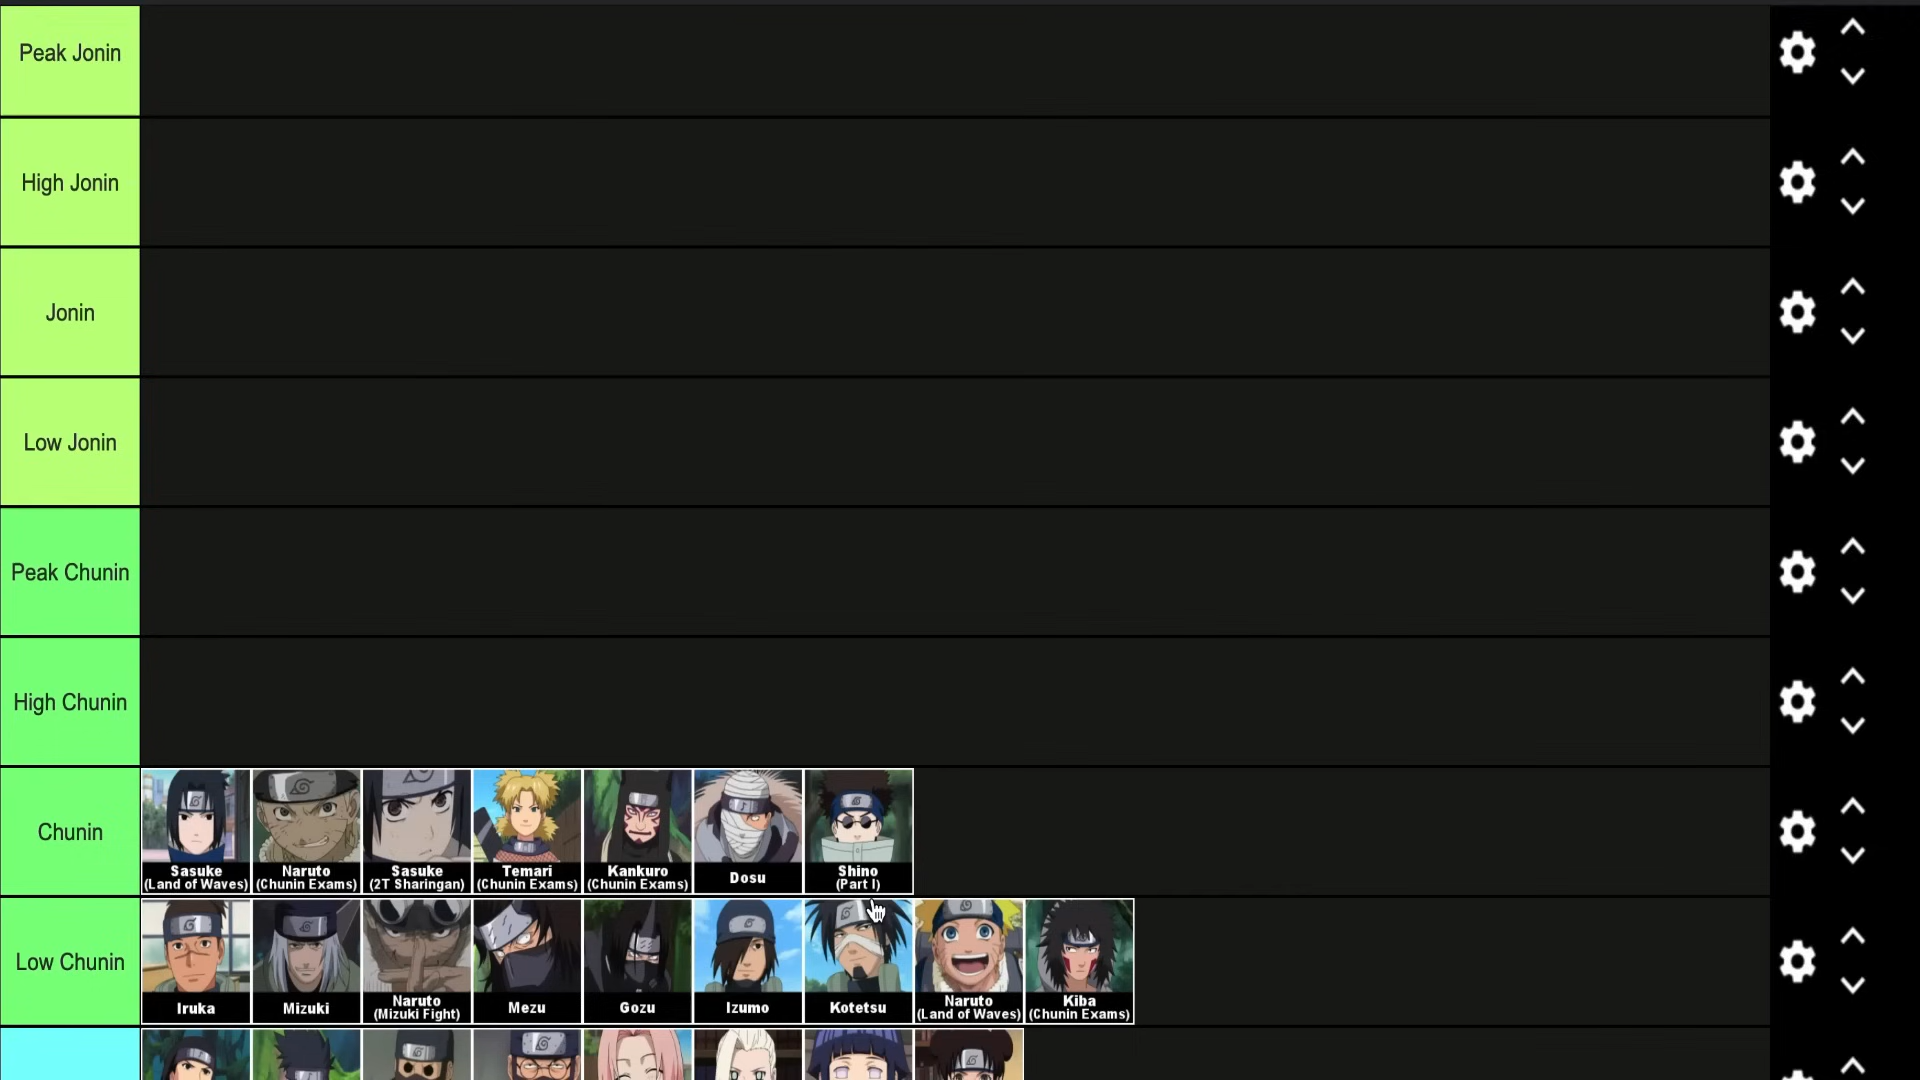 Peak Jonin
High Jonin
Jonin
Low Jonin
Peak Chunin
High Chunin
Chunin
Sasuke
(Land of Waves)
Naruto
(Chunin Exams)
Sasuke
(2T Sharingan)
Temari
(Chunin Exams)
Kankuro
(Chunin Exams)
Dosu
Shino
(Part I)
Low Chunin
Iruka
Mizuki
Naruto
(Mizuki Fight)
Mezu
Gozu
Izumo
Kotetsu
Naruto
(Land of Waves)
Kiba
(Chunin Exams)